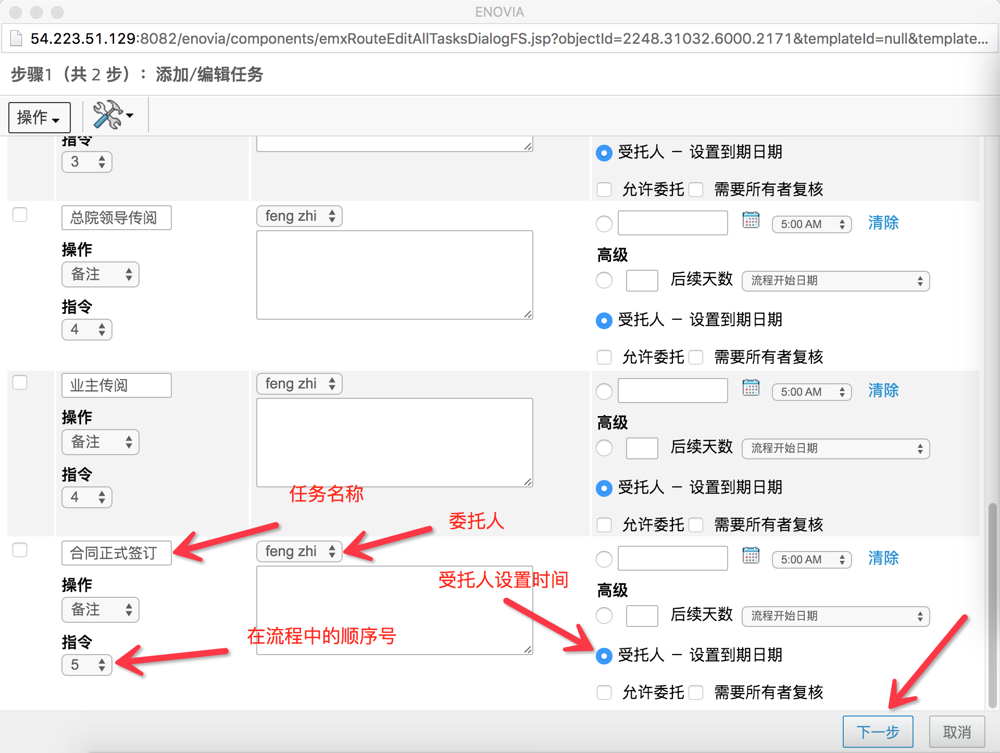 ENOVIA
54.223.51.129:8082/enovia/components/emxRouteEditAllTasksDialogFS.jsp?objectId=2248.31032.6000.2171&templateId=null&template...
步骤1（共 2 步）：添加/编辑任务
操作
指令
3
受托人 － 设置到期日期
允许委托 需要所有者复核
总院领导传阅 feng zhi 5:00 AM 清除
操作 高级
备注 后续天数 流程开始日期
指令
4 受托人 － 设置到期日期
允许委托 需要所有者复核
业主传阅 feng zhi 5:00 AM 清除
操作 高级
备注 后续天数 流程开始日期
指令
4 受托人 － 设置到期日期
任务名称
委托人 允许委托 需要所有者复核
合同正式签订 feng zhi 5:00 AM 清除
受托人设置时间
操作 高级
备注 后续天数 流程开始日期
在流程中的顺序号
指令
5 受托人 － 设置到期日期
允许委托 需要所有者复核
下一步 取消